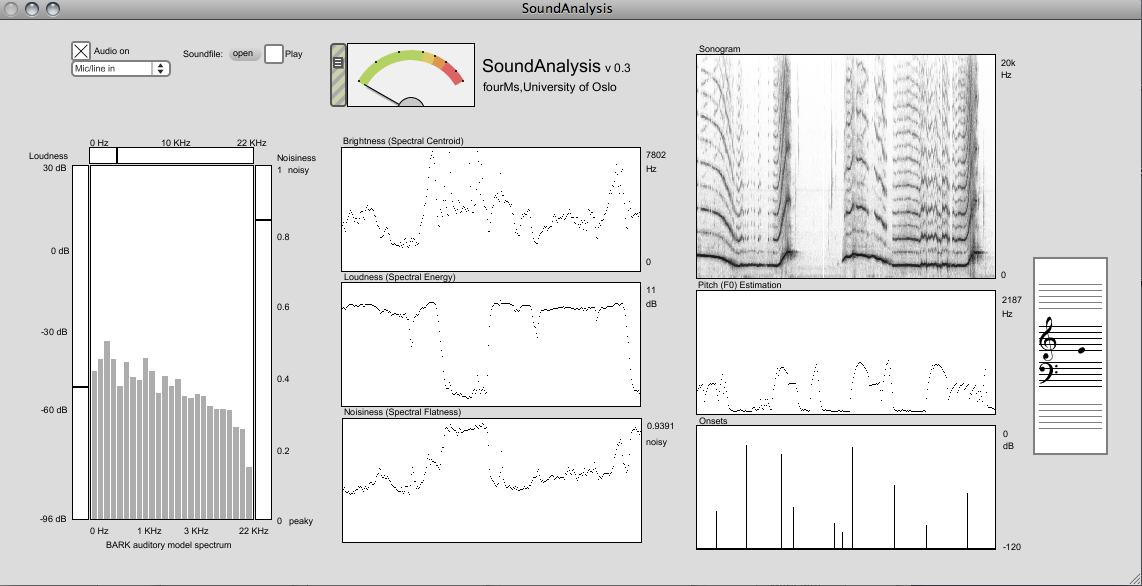 SoundAnalysis
Audio on
Soundfile: open Play
Mic/line in
SoundAnalysis v 0.3
fourMs,University of Oslo
0 Hz 10 KHz 22 KHz
Loudness
30 dB
0 dB
-30 dB
-60 dB
-96 dB
Noisiness
1 noisy
0.8
0.6
0.4
0.2
0 peaky
0 Hz 1 KHz 3 KHz 22 KHz
BARK auditory model spectrum
Brightness (Spectral Centroid)
7802
Hz
0
Loudness (Spectral Energy)
11
dB
Noisiness (Spectral Flatness)
0.9391
noisy
Sonogram
20k
Hz
0
Pitch (F0) Estimation
2187
Hz
Onsets
0
dB
-120